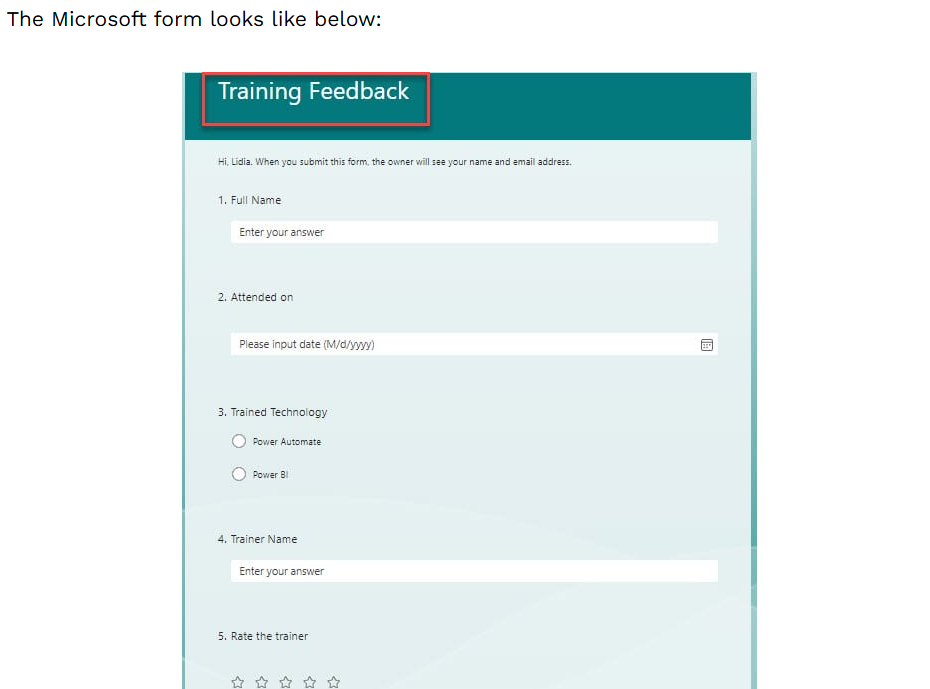 The Microsoft form looks like below:
Training Feedback
Hi, Lidia. When you submit this form, the owner will see your name and email address.
1. Full Name
Enter your answer
2. Attended on
Please input date (M/d/yyyy)
3. Trained Technology
Power Automate
Power BI
4. Trainer Name
Enter your answer
5. Rate the trainer